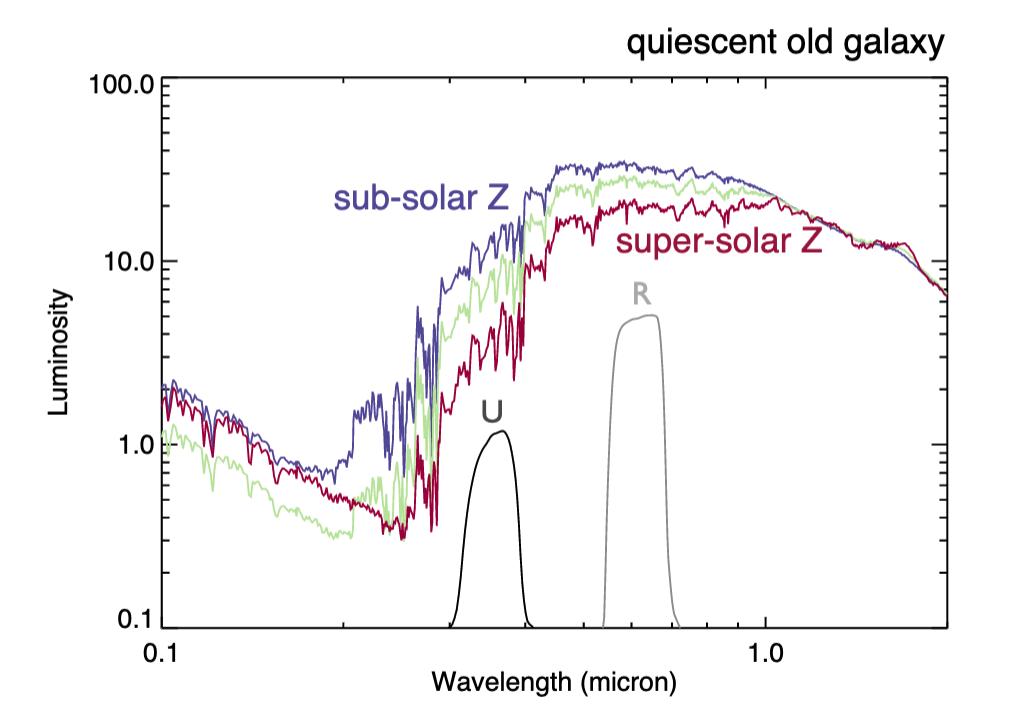 quiescent old galaxy
100.0
sub-solar Z
super-solar Z
10.0
R
Luminosity
U
1.0
0.1
0.1
1.0
Wavelength (micron)